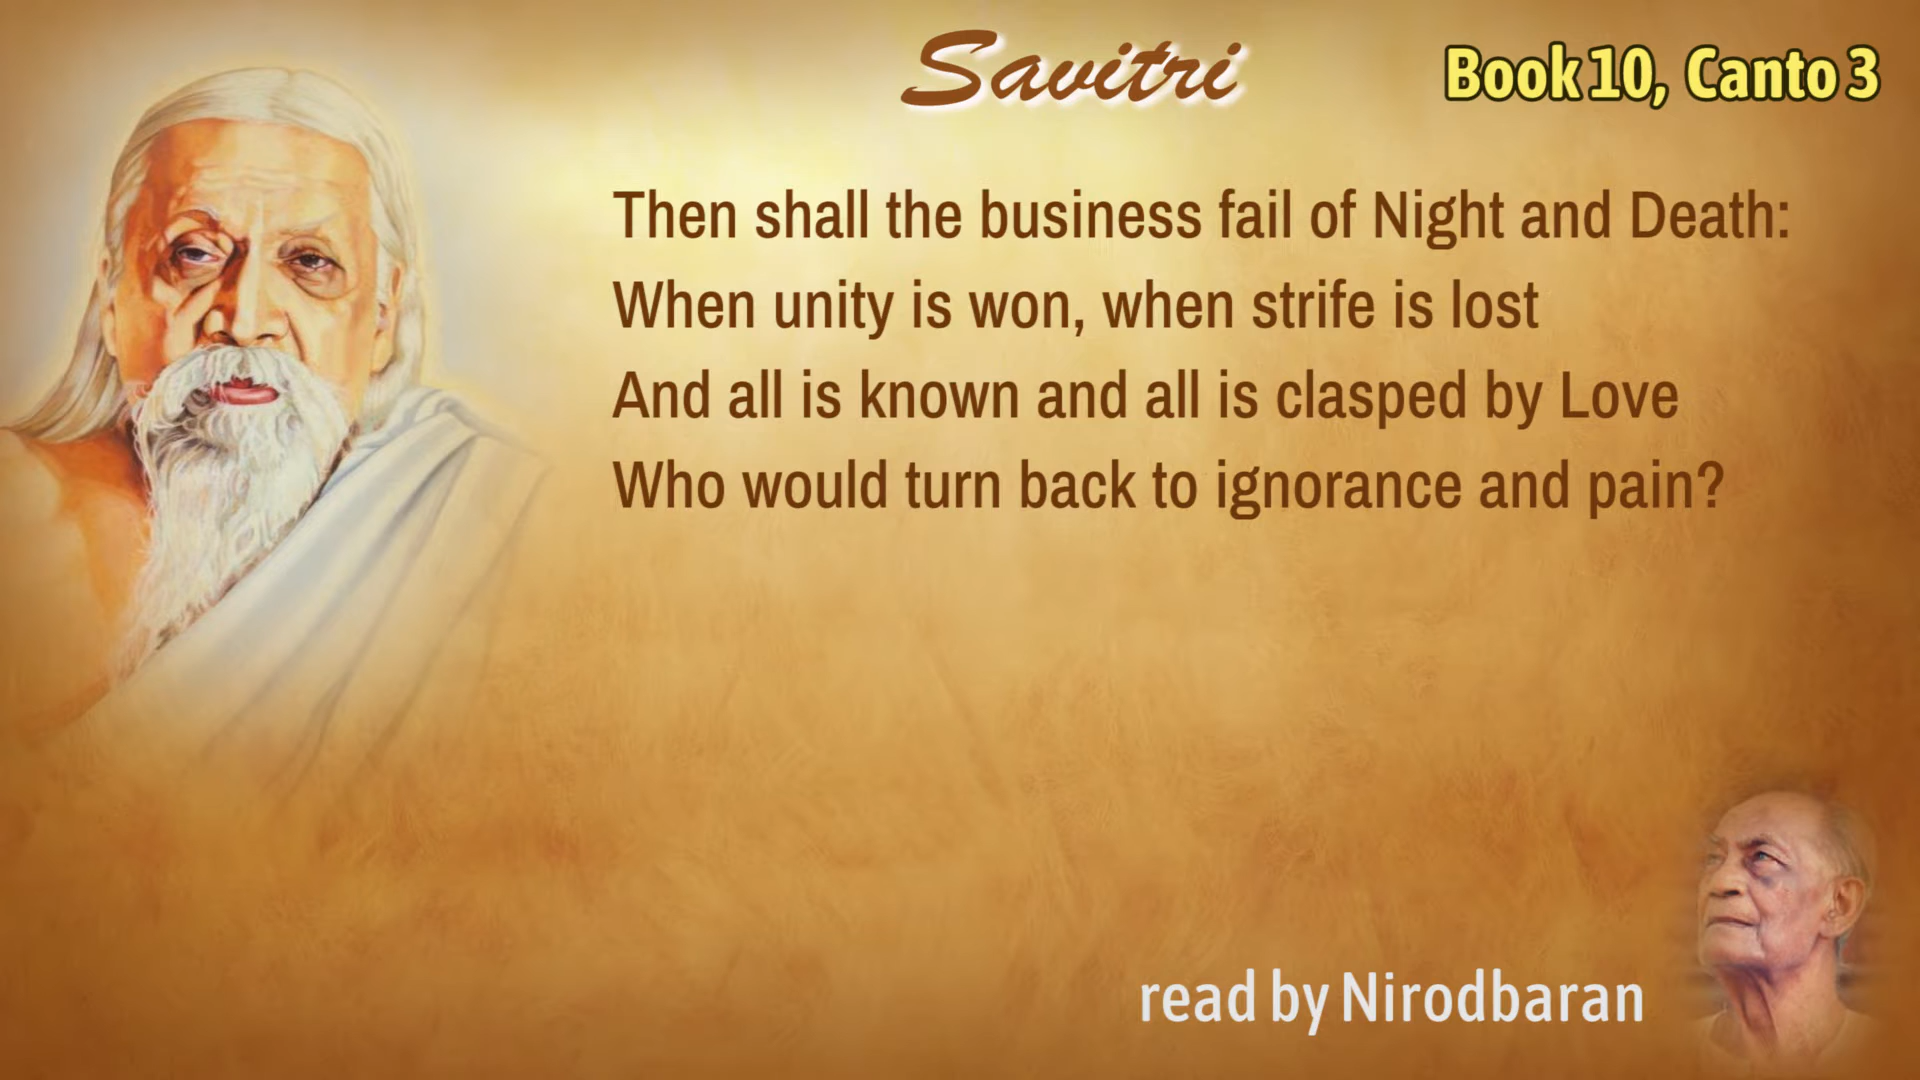 Savitri
Book 10, Canto 3
Then shall the business fail of Night and Death:
When unity is won, when strife is lost
And all is known and all is clasped by Love
Who would turn back to ignorance and pain?
read by Nirodbaran